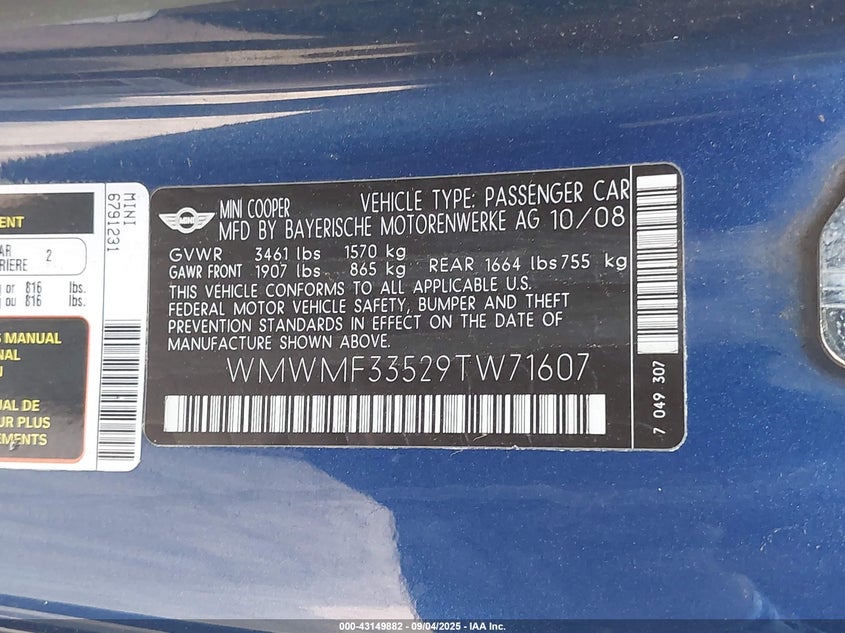 ENT
AR
RIERE 2
g or 816 lbs.
g ou 816 lbs.
S MANUAL
ONAL
U
UAL DE
UR PLUS
EMENTS
MINI
6791231
MINI
MINI COOPER VEHICLE TYPE: PASSENGER CAR
MFD BY BAYERISCHE MOTORENWERKE AG 10/08
GVWR 3461 lbs 1570 kg
GAWR FRONT 1907 lbs 865 kg REAR 1664 lbs 755 kg
THIS VEHICLE CONFORMS TO ALL APPLICABLE U.S.
FEDERAL MOTOR VEHICLE SAFETY, BUMPER AND THEFT
PREVENTION STANDARDS IN EFFECT ON THE DATE OF
MANUFACTURE SHOWN ABOVE.
WMWMF33529TW71607
7 049 307
000-43149882 - 09/04/2025 - IAA Inc.